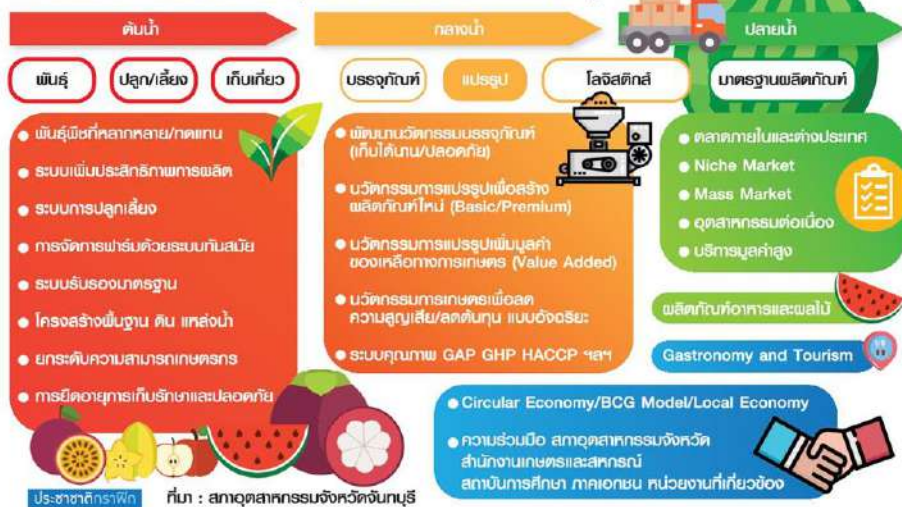 ต้นน้ำ
กลางน้ำ
ปลายน้ำ
พันธุ์
ปลูก/เลี้ยง
เก็บเกี่ยว
บรรจุภัณฑ์
แปรรูป
โลจิสติกส์
มาตรฐานผลิตภัณฑ์
พันธุ์พืชที่หลากหลาย/ทดแทน
ระบบเพิ่มประสิทธิภาพการผลิต
ระบบการปลูกเลี้ยง
การจัดการฟาร์มด้วยระบบทันสมัย
ระบบรับรองมาตรฐาน
โครงสร้างพื้นฐาน ดิน แหล่งน้ำ
ยกระดับความสามารถเกษตรกร
การยืดอายุการเก็บรักษาและปลอดภัย
พัฒนานวัตกรรมบรรจุภัณฑ์
(เก็บได้นาน/ปลอดภัย)
นวัตกรรมการแปรรูปเพื่อสร้าง
ผลิตภัณฑ์ใหม่ (Basic/Premium)
นวัตกรรมการแปรรูปเพิ่มมูลค่า
ของเหลือทางการเกษตร (Value Added)
นวัตกรรมการเกษตรเพื่อลด
ความสูญเสีย/ลดต้นทุน แบบอัจฉริยะ
ระบบคุณภาพ GAP GHP HACCP ฯลฯ
ตลาดภายในและต่างประเทศ
Niche Market
Mass Market
อุตสาหกรรมต่อเนื่อง
บริการมูลค่าสูง
ผลิตภัณฑ์อาหารและผลไม้
Gastronomy and Tourism
Circular Economy/BCG Model/Local Economy
ความร่วมมือ สภาอุตสาหกรรมจังหวัด
สำนักงานเกษตรและสหกรณ์
สถาบันการศึกษา ภาคเอกชน หน่วยงานที่เกี่ยวข้อง
ประชาชาติกราฟิก
ที่มา : สภาอุตสาหกรรมจังหวัดจันทบุรี